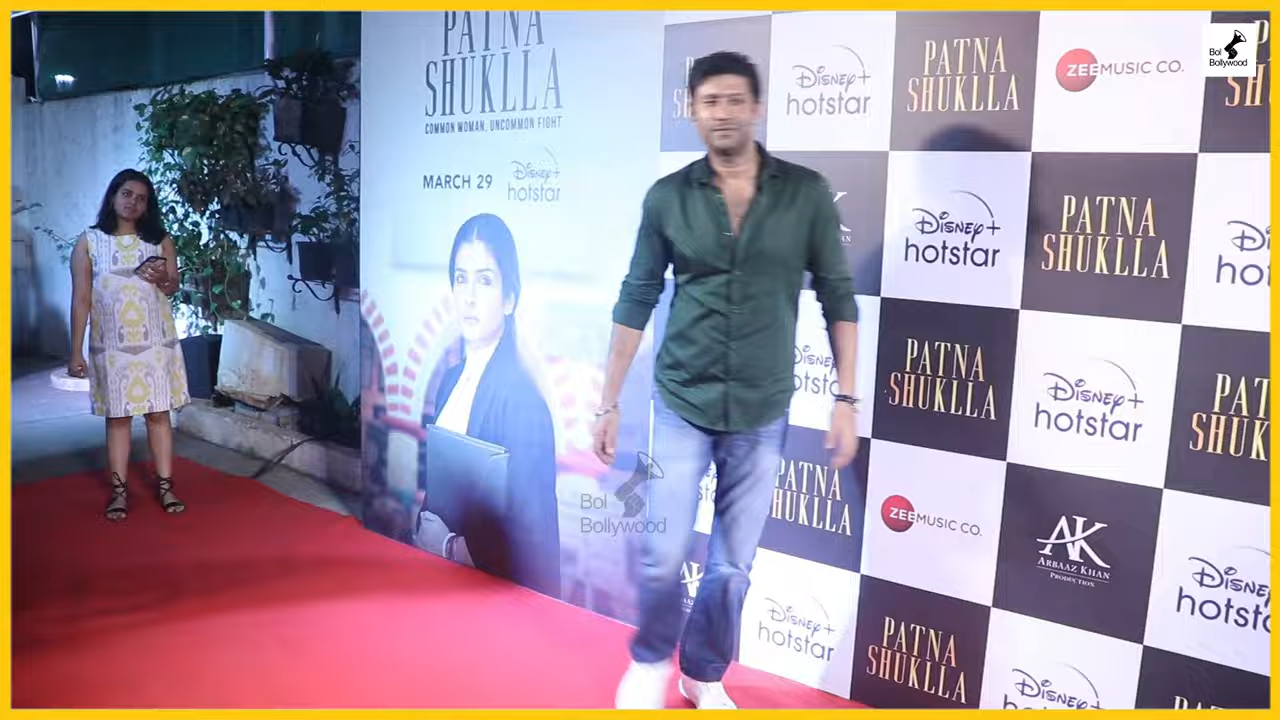 PATNA
SHUKLLA
COMMON WOMAN, UNCOMMON FIGHT
MARCH 29
Disney+
hotstar
Disney+
hotstar
PATNA
SHUKLLA
ZEE MUSIC CO.
Bol
Bollywood
Disney+
hotstar
PATNA
SHUKLLA
PATNA
SHUKLLA
Disney+
hotstar
Bol
Bollywood
PATNA
SHUKLLA
ZEE MUSIC CO.
AK
ARBAAZ KHAN
PRODUCTION
Disney+
Disney+
hotstar
PATNA
SHUKLLA
Disney+